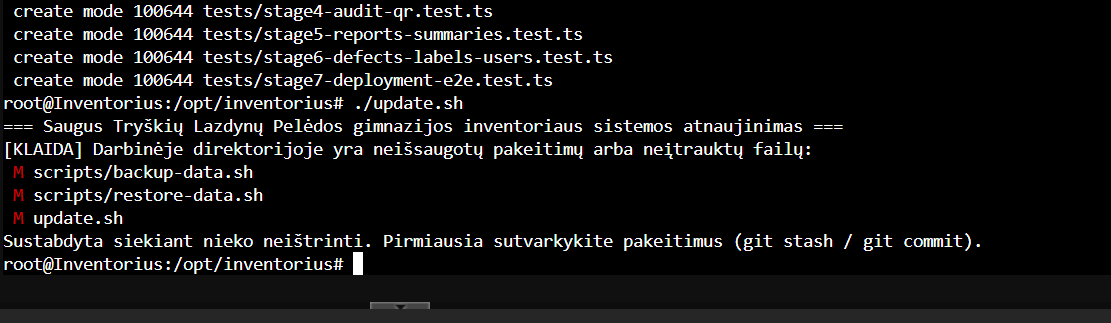 create mode 100644 tests/stage4-audit-qr.test.ts
create mode 100644 tests/stage5-reports-summaries.test.ts
create mode 100644 tests/stage6-defects-labels-users.test.ts
create mode 100644 tests/stage7-deployment-e2e.test.ts
root@Inventorius:/opt/inventorius# ./update.sh
=== Saugus Tryškių Lazdynų Pelėdos gimnazijos inventoriaus sistemos atnaujinimas ===
[KLAIDA] Darbinėje direktorijoje yra neišsaugotų pakeitimų arba neįtrauktų failų:
M scripts/backup-data.sh
M scripts/restore-data.sh
M update.sh
Sustabdyta siekiant nieko neištrinti. Pirmiausia sutvarkykite pakeitimus (git stash / git commit).
root@Inventorius:/opt/inventorius#